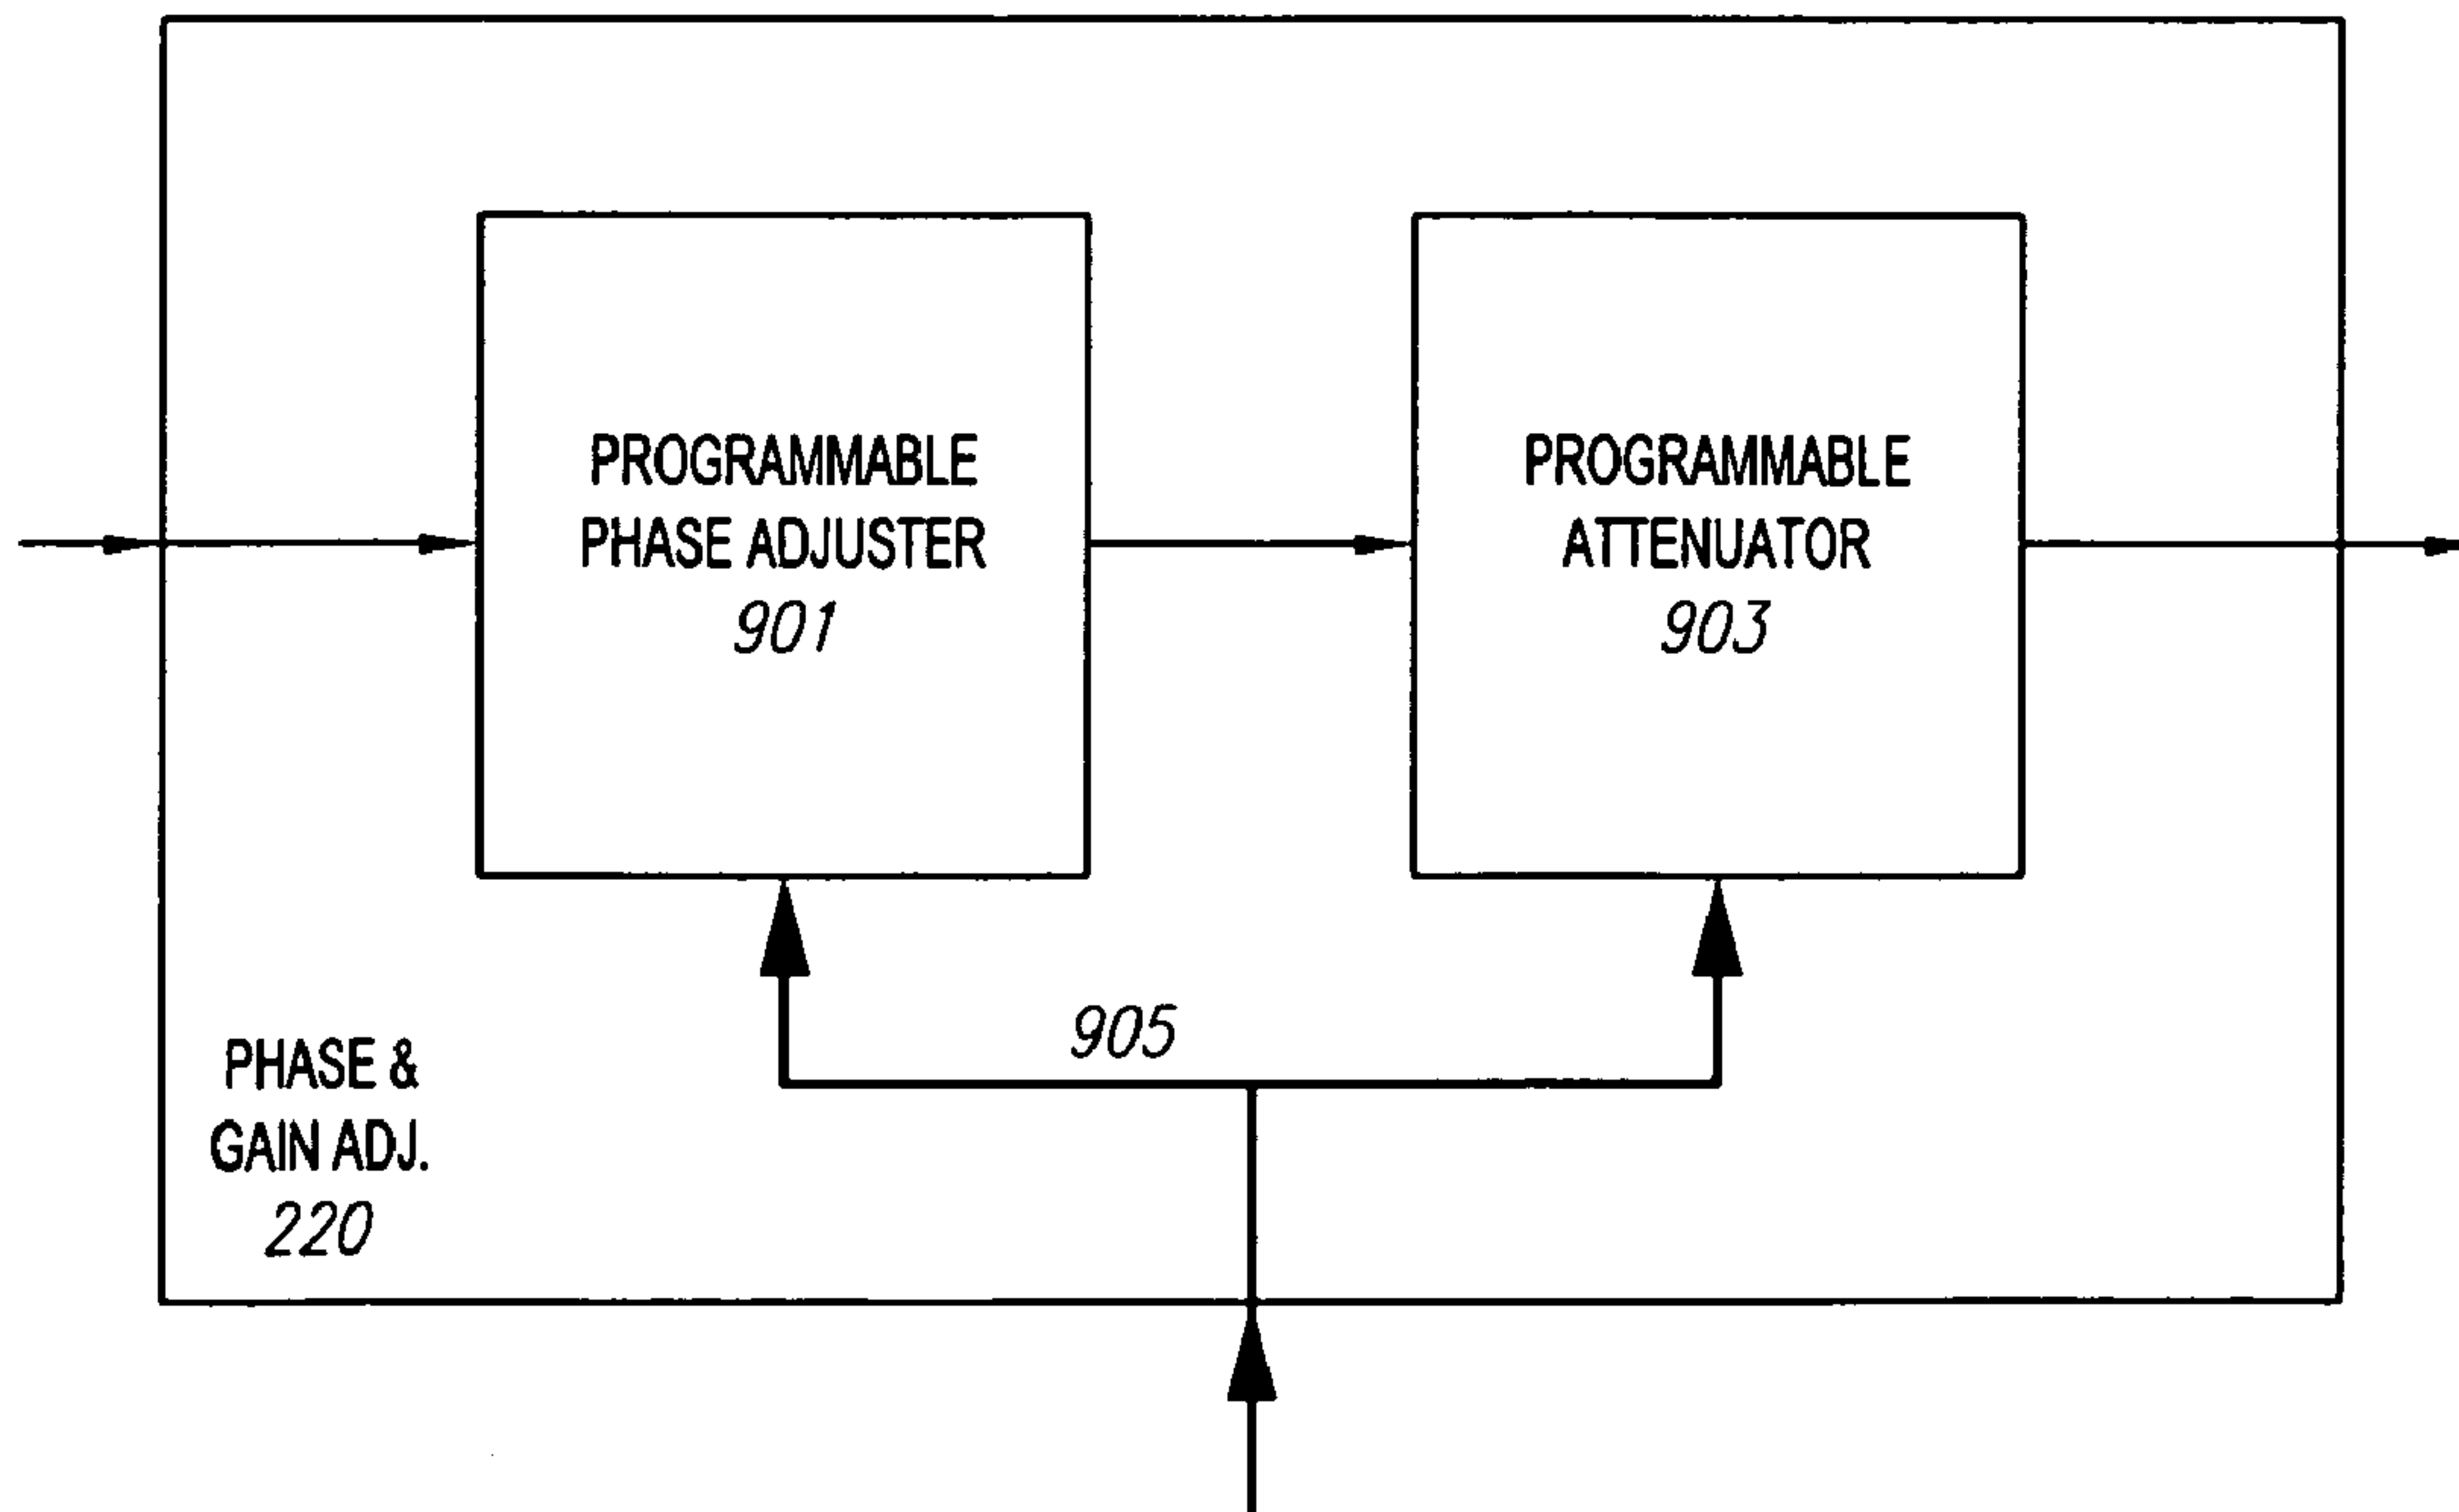 PROGRAMMABLE
PHASE ADJUSTER
901
PROGRAMMABLE
ATTENUATOR
903
905
PHASE &
GAIN ADJ.
220